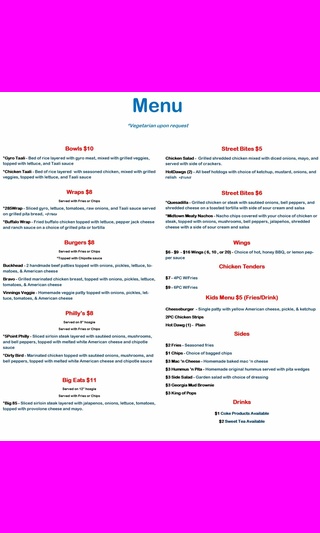 Menu
*Vegetarian upon request
Bowls $10
*Gyro Taali - Bed of rice layered with gyro meat, mixed with grilled veggies,
topped with lettuce, and Taali sauce
*Chicken Taali - Bed of rice layered with seasoned chicken, mixed with grilled
veggies, topped with lettuce, and Taali sauce
Wraps $8
Served with Fries or Chips
*285Wrap - Sliced gyro, lettuce, tomatoes, raw onions, and Taali sauce served
on grilled pita bread.
*Buffalo Wrap - Fried buffalo chicken topped with lettuce, pepper jack cheese
and ranch sauce on a choice of grilled pita or tortilla
Burgers $8
Served with Fries or Chips
*Topped with Chipotle sauce
Buckhead - 2 handmade beef patties topped with onions, pickles, lettuce, to-
matoes, & American cheese
Bravo - Grilled marinated chicken breast, topped with onions, pickles, lettuce,
tomatoes, & American cheese
Vinnings Veggie - Homemade veggie patty topped with onions, pickles, let-
tuce, tomatoes, & American cheese
Philly's $8
Served on 8" hoagie
Served with Fries or Chips
*5Point Philly - Sliced sirloin steak layered with sauteed onions, mushrooms,
and bell peppers, topped with melted white American cheese and chipotle
sauce
*Dirty Bird - Marinated chicken topped with sautéed onions, mushrooms, and
bell peppers, topped with melted white American cheese and chipotle sauce
Big Eats $11
Served on 12" hoagie
Served with Fries or Chips
*Big 85 - Sliced sirloin steak layered with jalapenos, onions, lettuce, tomatoes,
topped with provolone cheese and mayo.
Street Bites $5
Chicken Salad - Grilled shredded chicken mixed with diced onions, mayo, and
served with side of crackers.
HotDawgs (2) - All beef hotdogs with choice of ketchup, mustard, onions, and
relish
Street Bites $6
*Quesadilla - Grilled chicken or steak with sautéed onions, bell peppers, and
shredded cheese on a toasted tortilla with side of sour cream and salsa
*Midtown Mealy Nachos - Nacho chips covered with your choice of chicken or
steak, topped with onions, mushrooms, bell peppers, jalapeños, shredded
cheese with a side of sour cream and salsa
Wings
$6 - $9 - $16 Wings ( 6, 10 , or 20) - Choice of hot, honey BBQ, or lemon pep-
per sauce
Chicken Tenders
$7 - 4PC W/Fries
$9 - 6PC W/Fries
Kids Menu $5 (Fries/Drink)
Cheeseburger - Single patty with yellow American cheese, pickle, & ketchup
2PC Chicken Strips
Hot Dawg (1) - Plain
Sides
$2 Fries - Seasoned fries
$1 Chips - Choice of bagged chips
$3 Mac 'n Cheese - Homemade baked mac 'n cheese
$3 Hummus 'n Pita - Homemade original hummus served with pita wedges
$3 Side Salad - Garden salad with choice of dressing
$3 Georgia Mud Brownie
$3 King of Pops
Drinks
$1 Coke Products Available
$2 Sweet Tea Available